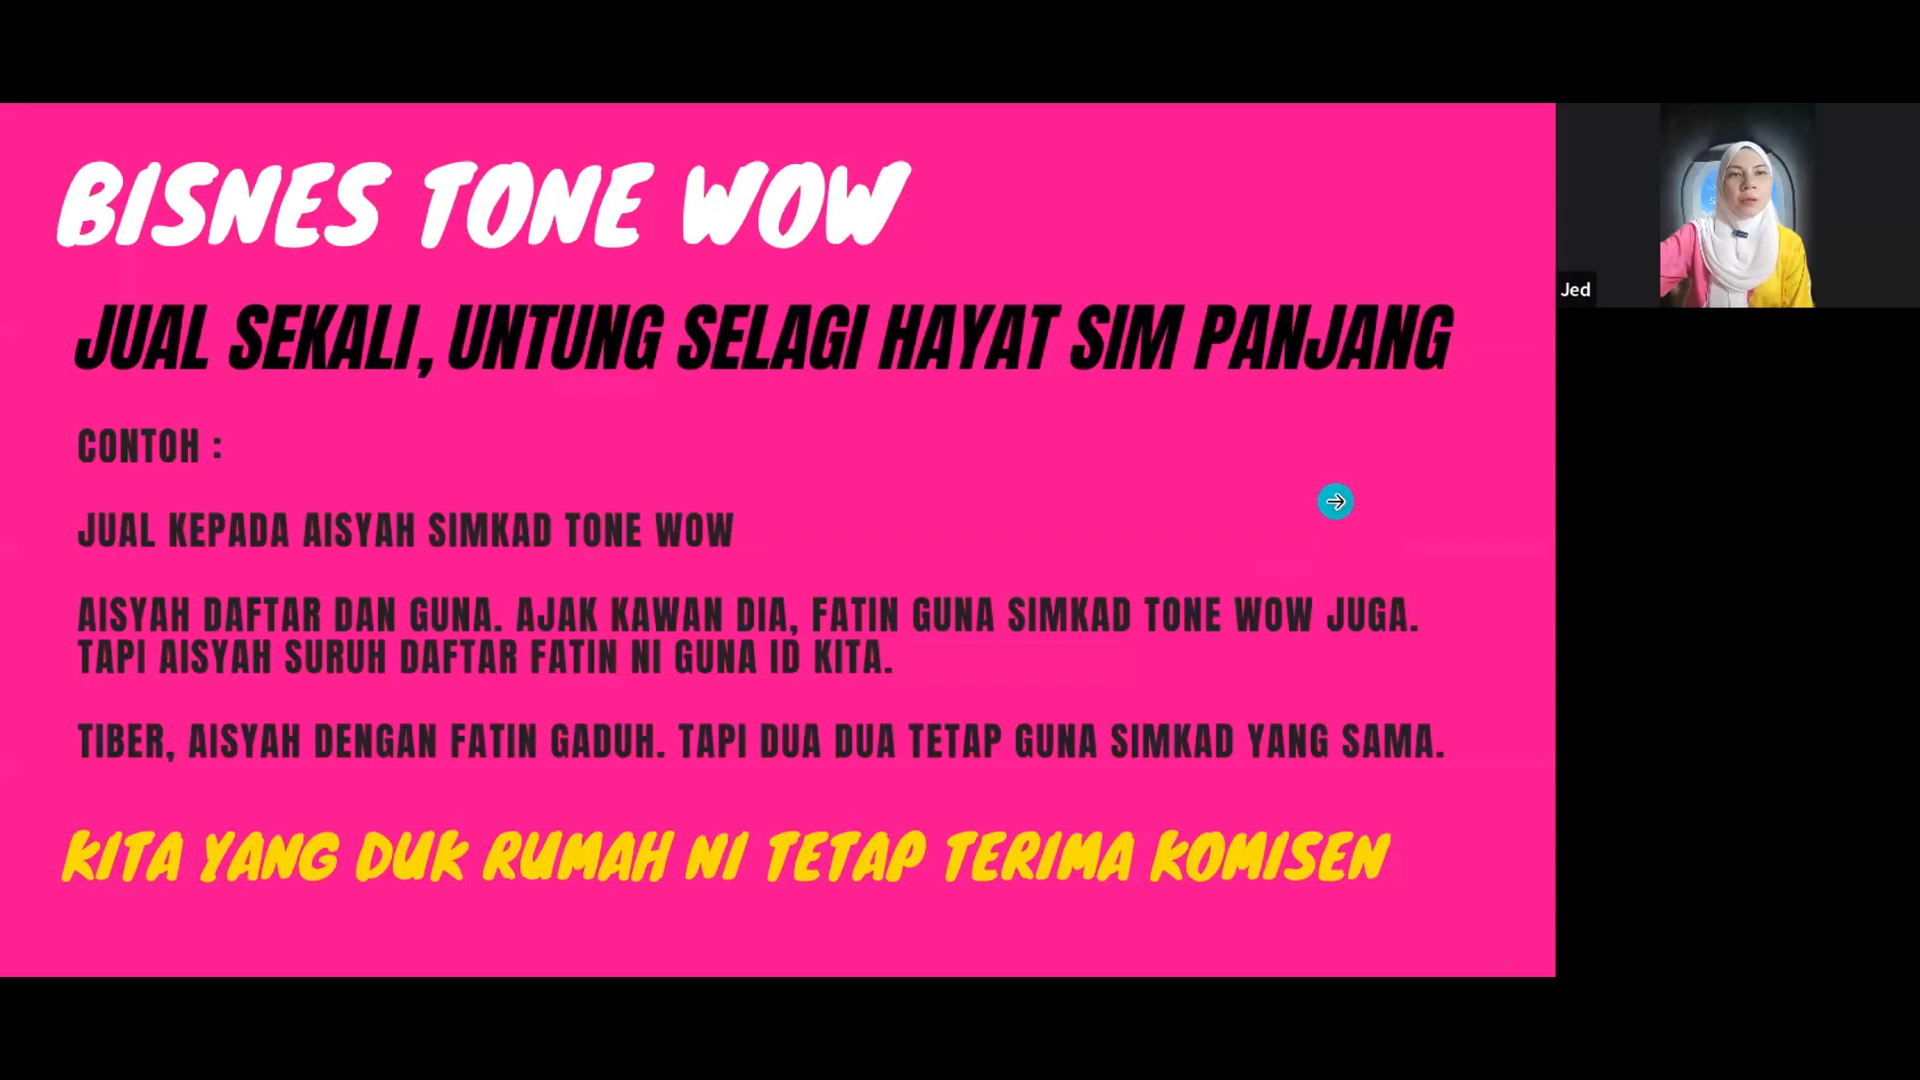 BISNES TONE WOW
JUAL SEKALI, UNTUNG SELAGI HAYAT SIM PANJANG
CONTOH :
JUAL KEPADA AISYAH SIMKAD TONE WOW
AISYAH DAFTAR DAN GUNA. AJAK KAWAN DIA, FATIN GUNA SIMKAD TONE WOW JUGA.
TAPI AISYAH SURUH DAFTAR FATIN NI GUNA ID KITA.
TIBER, AISYAH DENGAN FATIN GADUH. TAPI DUA DUA TETAP GUNA SIMKAD YANG SAMA.
KITA YANG DUK RUMAH NI TETAP TERIMA KOMISEN
Jed